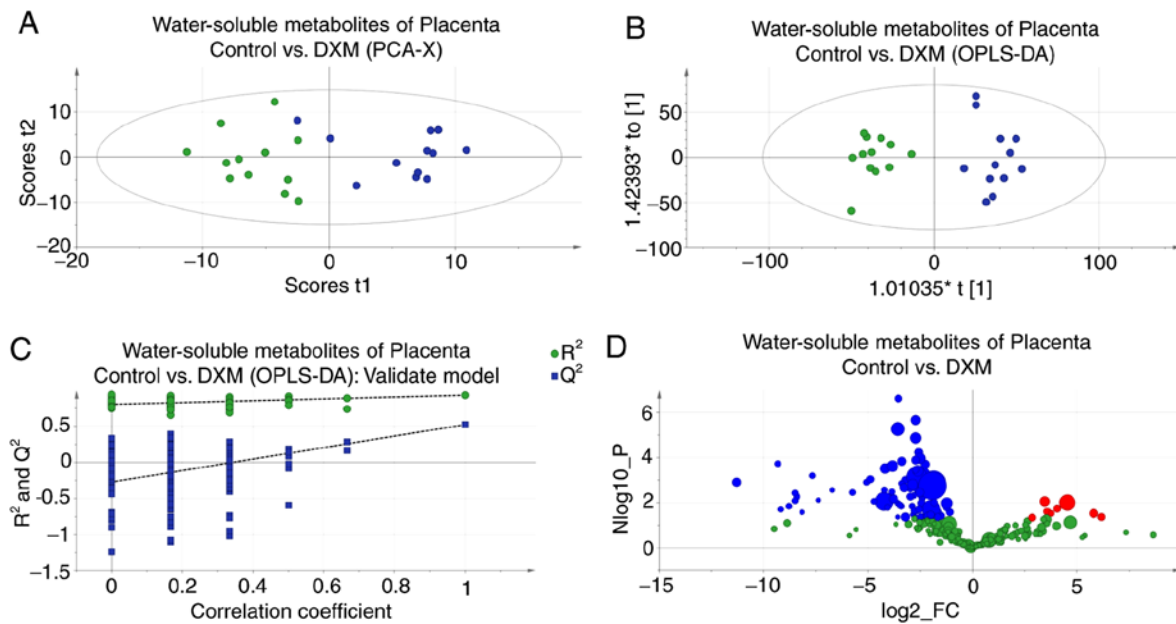 A
Water-soluble metabolites of Placenta
Control vs. DXM (PCA-X)
Scores t2
10
0
−10
−20
−20
−10
0
10
Scores t1
B
Water-soluble metabolites of Placenta
Control vs. DXM (OPLS-DA)
1.42393* to [1]
50
0
−50
−100
−100
0
100
1.01035* t [1]
C
Water-soluble metabolites of Placenta
Control vs. DXM (OPLS-DA): Validate model
R²
Q²
R² and Q²
0.5
0
-0.5
-1
-1.5
0
0.2
0.4
0.6
0.8
1
Correlation coefficient
D
Water-soluble metabolites of Placenta
Control vs. DXM
Nlog10_P
6
4
2
0
−15
−10
−5
0
5
log2_FC